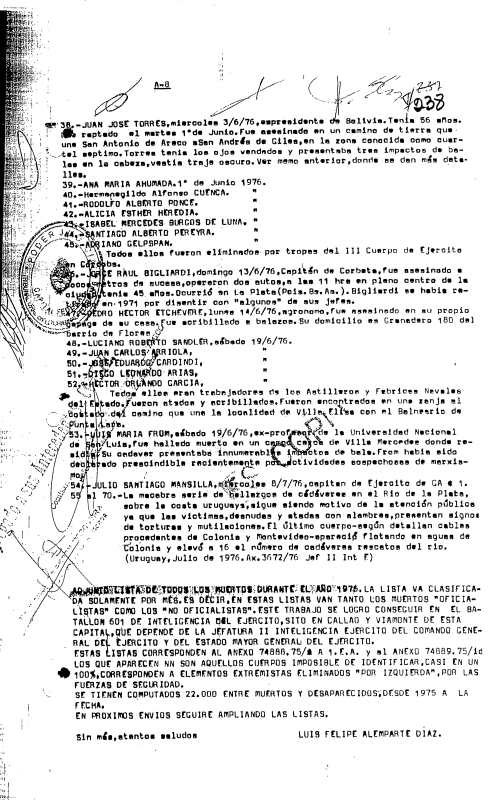 A-8
238
38.-JUAN JOSE TORRES, miercoles 3/6/76, expresidente de Bolivia. Tenia 56 años.
raptado el martes 1°de Junio. Fue asesinado en un camino de tierra que
une San Antonio de Areco aSan Andrés de Giles, en la zona conocida como cuar-
tel septimo. Torres tenía los ojos vendados y presentaba tres impactos de ba-
las en la cabeza, vestia traje oscuro. Ver memo anterior, donde se dan más deta-
lles.
39.-ANA MARIA AHUMADA. 1° de Junio 1976.
40.-Hermenegildo Alfonso CUENCA. "
41.-RODOLFO ALBERTO PONCE. "
42.-ALICIA ESTHER HEREDIA. "
43.-ISABEL MERCEDES BURGOS DE LUNA. "
44.-SANTIAGO ALBERTO PEREYRA. "
45.-ADRIANO GELPSPAN. "
Todos ellos fueron eliminados por tropas del III Cuerpo de Ejercito
en Córdoba.
46.-JORGE RAUL BIGLIARDI, domingo 13/6/76, Capitán de Corbeta, fue asesinado a
pocos metros de su casa, operaron dos autos, a las 11 hrs en pleno centro de la
ciudad, tenia 45 años. Ocurrió en La Plata (Pcia. Bs. As.). Bigliardi se habia re-
tirado en 1971 por disentir con "algunos" de sus jefes.
47.-PEDRO HECTOR ETCHEVERE, lunes 14/6/76, agronomo, fue asesinado en su propio
garage de su casa, fue acribillado a balazos. Su domicilio es Granadero 180 del
barrio de Flores.
48.-LUCIANO ROBERTO SANDLER, sábado 19/6/76.
49.-JUAN CARLOS ARRIOLA, "
50.-JOSE EDUARDO CARDINDI, "
51.-DIEGO LEONARDO ARIAS, "
52.-HECTOR ORLANDO GARCIA, "
Todos ellos eran trabajadores de los Astilleros y Fabrices Navales
del Estado. Fueron atados y acribillados. Fueron encontrados en una zanja al
costado del camino que une la localidad de Villa Elisa con el Balneario de
Punta Lara.
53.-LUIS MARIA FROM, sábado 19/6/76, ex-profesor de la Universidad Nacional
de San Luis, fue hallado muerto en un campo cerca de Villa Mercedes donde re-
sidia. Su cadaver presentaba innumerables impactos de bala. From habia sido
declarado prescindible recientemente por actividades sospechosas de marxis-
mo.
54.-JULIO SANTIAGO MANSILLA, miercoles 8/7/76, capitan de Ejercito de GA e 1.
55 al 70.-La macabra serie de hallazgos de cadáveres en el Rio de la Plata,
sobre la costa uruguaya, sigue siendo motivo de la atención pública
ya que las victimas, desnudas y atadas con alambres, presentan signos
de torturas y mutilaciones. El último cuerpo-según detallan cables
procedentes de Colonia y Montevideo-apareció flotando en aguas de
Colonia y elevó a 16 el número de cadáveres rescatos del rio.
(Uruguay, Julio de 1976. Ax. 3672/76 Jef II Int E)
ADJUNTO LISTA DE TODOS LOS MUERTOS DURANTE EL AÑO 1975. LA LISTA VA CLASIFICA-
DA SOLAMENTE POR MES. ES DECIR, EN ESTAS LISTAS VAN TANTO LOS MUERTOS "OFICIA-
LISTAS" COMO LOS "NO OFICIALISTAS". ESTE TRABAJO SE LOGRO CONSEGUIR EN EL BA-
TALLON 601 DE INTELIGENCIA DEL EJERCITO, SITO EN CALLAO Y VIAMONTE DE ESTA
CAPITAL, QUE DEPENDE DE LA JEFATURA II INTELIGENCIA EJERCITO DEL COMANDO GENE-
RAL DEL EJERCITO Y DEL ESTADO MAYOR GENERAL DEL EJERCITO.
ESTAS LISTAS CORRESPONDEN AL ANEXO 74888.75/A 1.E.A. y al ANEXO 74889.75/id
LOS QUE APARECEN NN SON AQUELLOS CUERPOS IMPOSIBLE DE IDENTIFICAR, CASI EN UN
100%, CORRESPONDEN A ELEMENTOS EXTREMISTAS ELIMINADOS "POR IZQUIERDA", POR LAS
FUERZAS DE SEGURIDAD.
SE TIENEN COMPUTADOS 22.000 ENTRE MUERTOS Y DESAPARECIDOS, DESDE 1975 A LA
FECHA.
EN PROXIMOS ENVIOS SEGUIRE AMPLIANDO LAS LISTAS.
Sin más, atentos saludos LUIS FELIPE ALEMPARTE DIAZ.